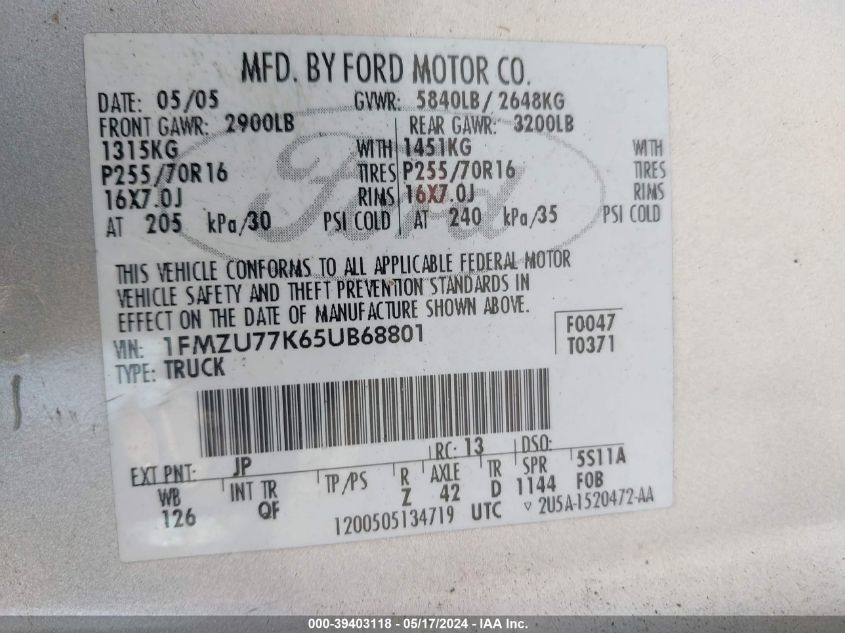 MFD. BY FORD MOTOR CO.
DATE: 05/05 GVWR: 5840LB/ 2648KG
FRONT GAWR: 2900LB REAR GAWR: 3200LB
1315KG WITH 1451KG WITH
P255/70R16 TIRES P255/70R16 TIRES
16X7.0J RIMS 16X7.0J RIMS
AT 205 kPa/30 PSI COLD AT 240 kPa/35 PSI COLD
Ford
THIS VEHICLE CONFORMS TO ALL APPLICABLE FEDERAL MOTOR
VEHICLE SAFETY AND THEFT PREVENTION STANDARDS IN
EFFECT ON THE DATE OF MANUFACTURE SHOWN ABOVE.
VIN: 1FMZU77K65UB68801 F0047
TYPE: TRUCK T0371
EXT PNT: JP RC: 13 DSO:
WB INT TR TP/PS R AXLE TR SPR 5S11A
126 QF Z 42 D 1144 FOB
1200505134719 UTC ▽ 2U5A-1520472-AA
000-39403118 - 05/17/2024 - IAA Inc.